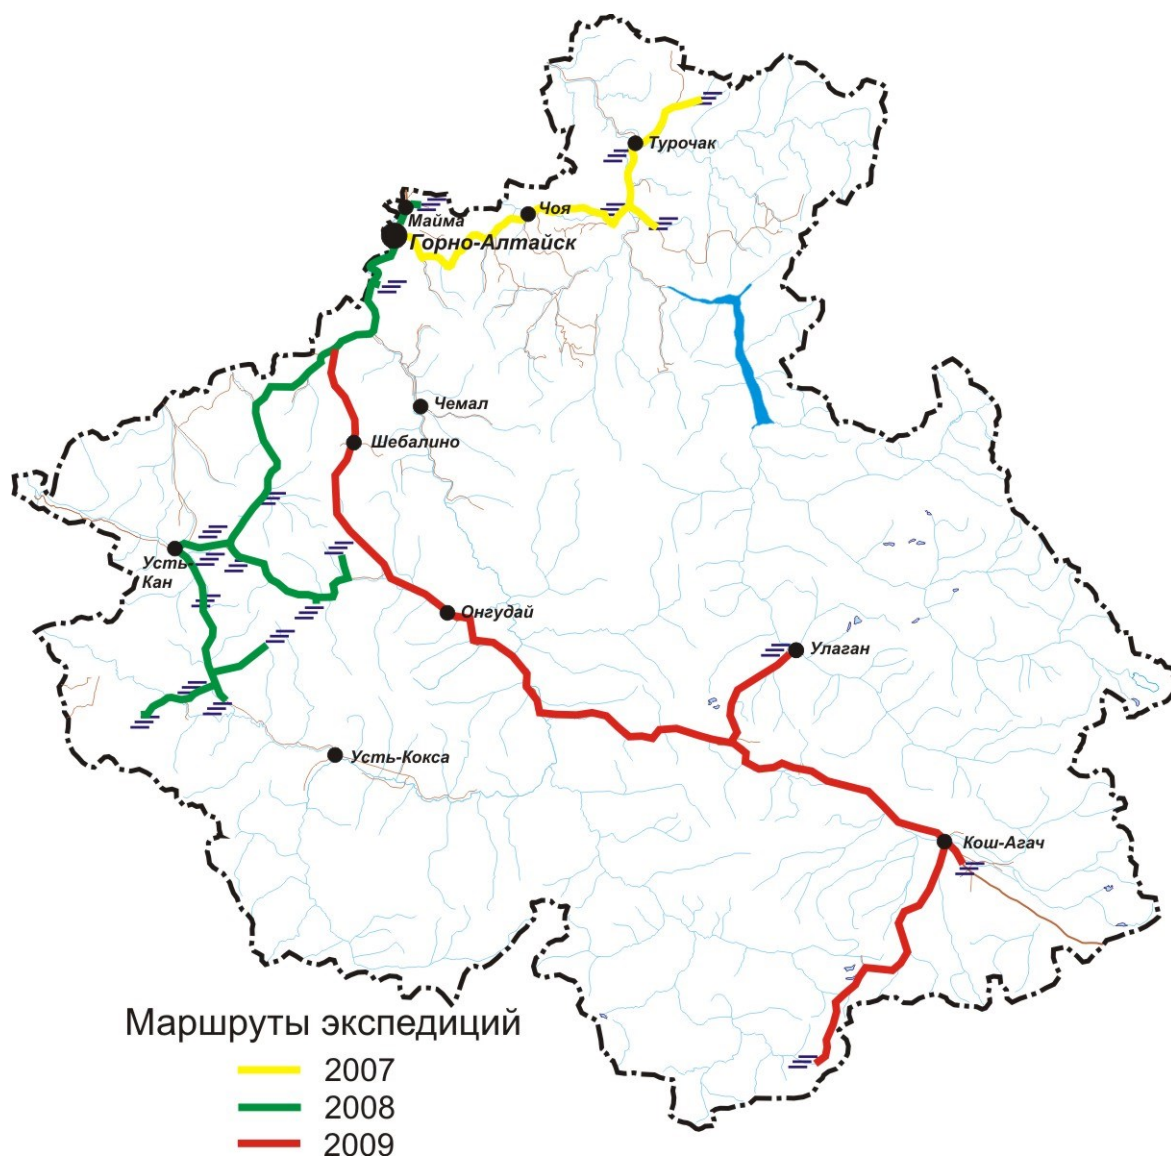 Турочак
Чоя
Майма
Горно-Алтайск
Чемал
Шебалино
Усть-
Кан
Онгудай
Улаган
Усть-Кокса
Кош-Агач
Маршруты экспедиций
2007
2008
2009